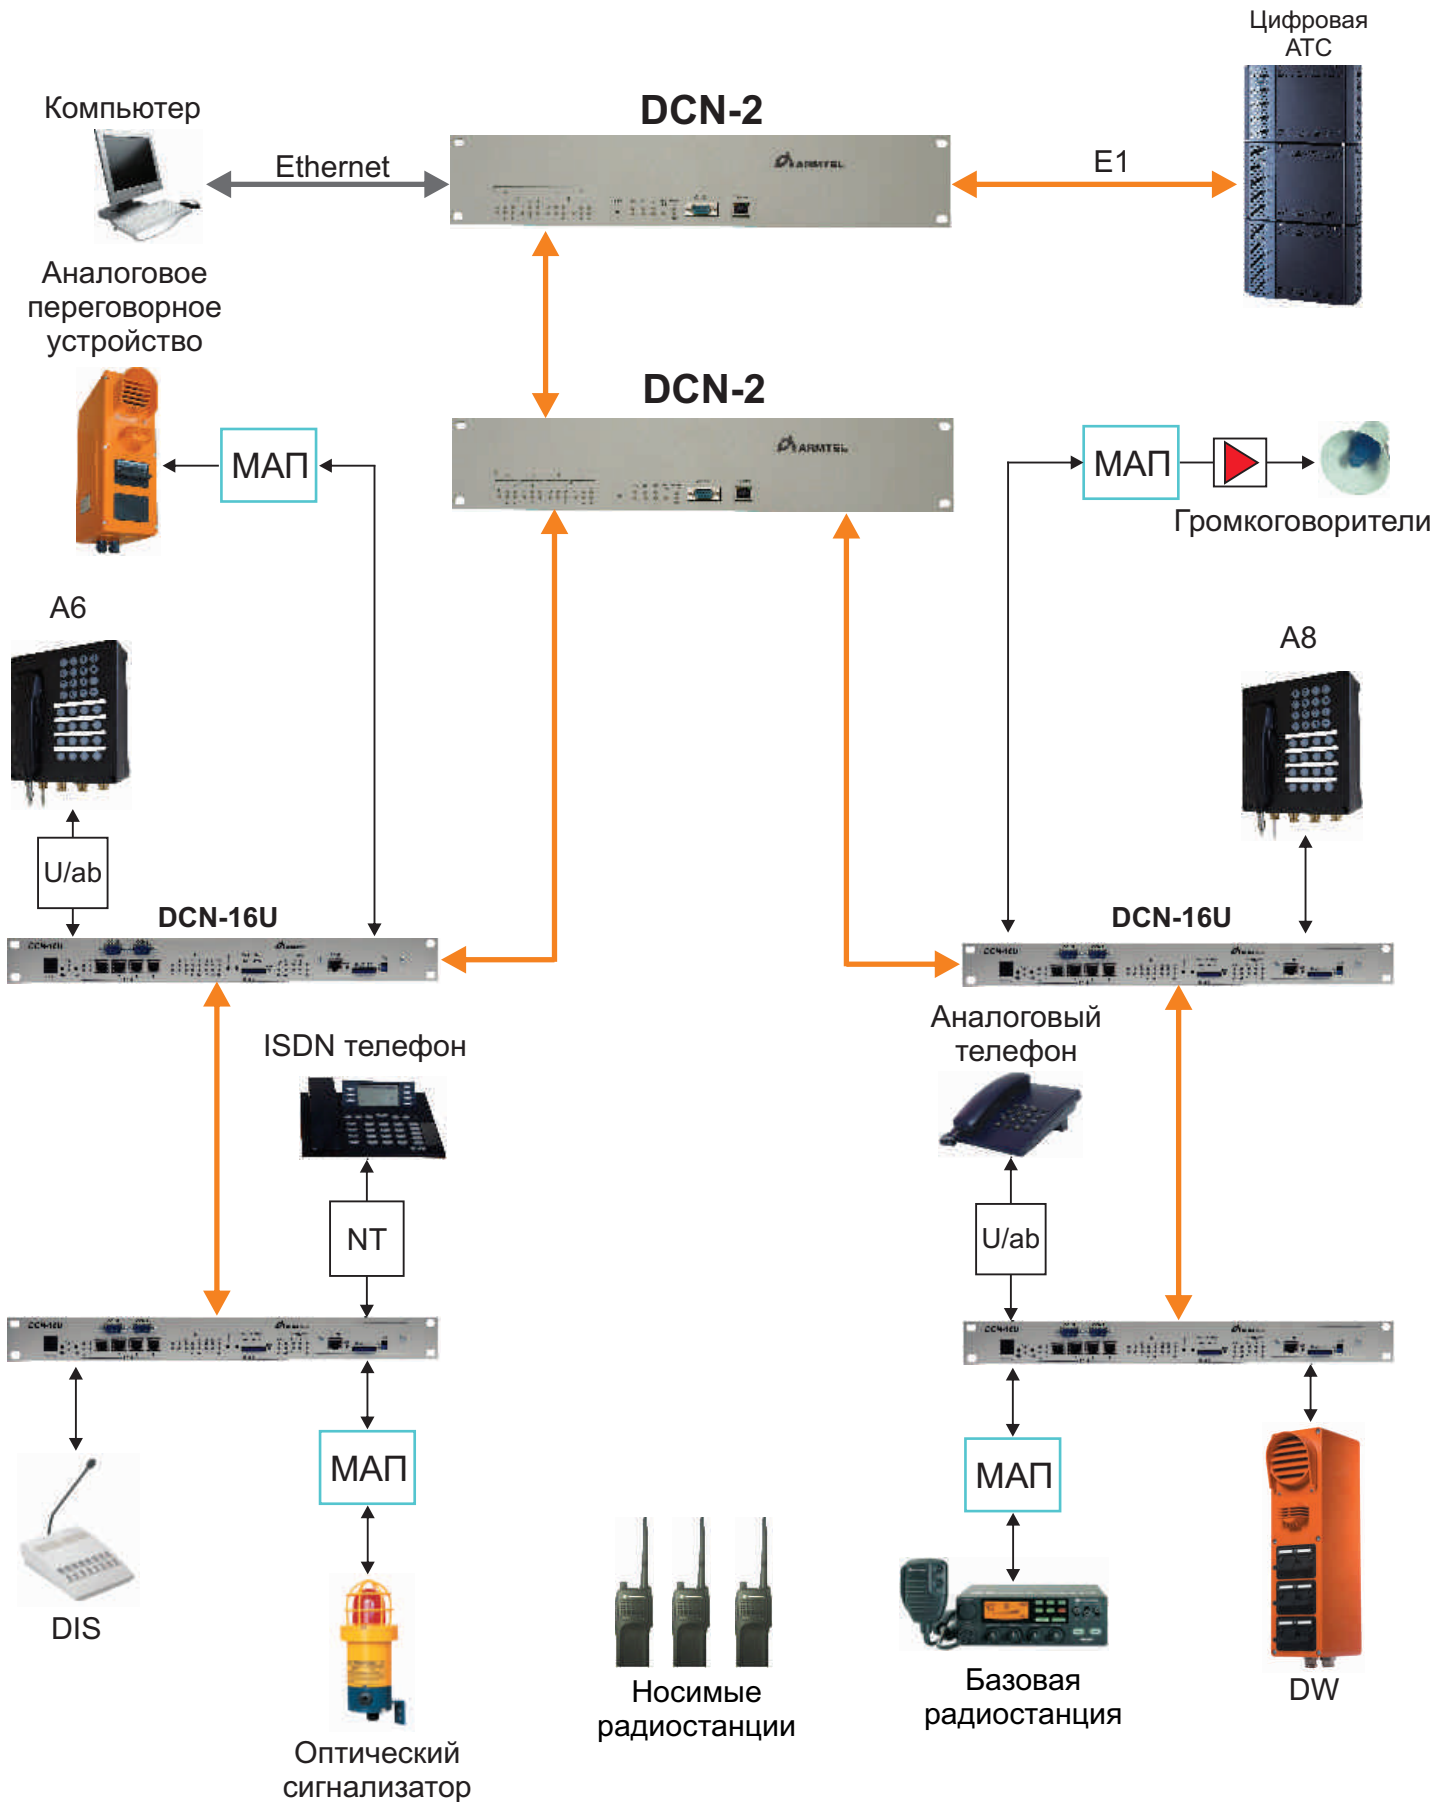 Цифровая
АТС
Компьютер
DCN-2
Ethernet
ARMTEL
E1
Аналоговое
переговорное
устройство
DCN-2
ARMTEL
МАП
МАП
Громкоговорители
A6
A8
U/ab
DCN-16U
DCN-16U
ISDN телефон
Аналоговый
телефон
NT
U/ab
МАП
МАП
DIS
Носимые
радиостанции
Базовая
радиостанция
DW
Оптический
сигнализатор